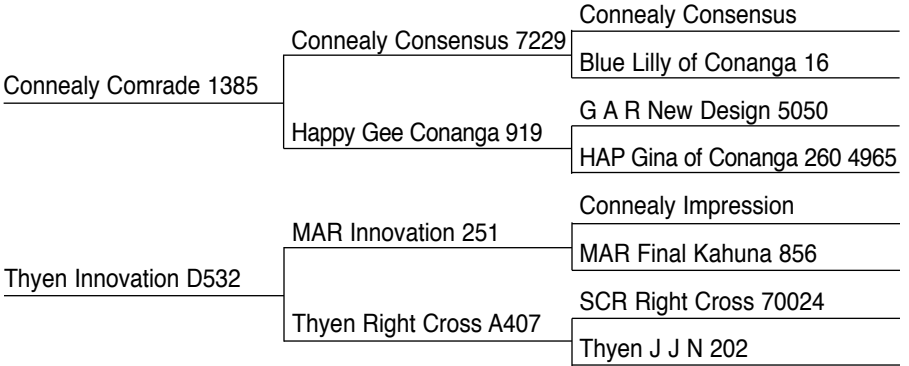 Connealy Consensus
Connealy Consensus 7229
Blue Lilly of Conanga 16
Connealy Comrade 1385
G A R New Design 5050
Happy Gee Conanga 919
HAP Gina of Conanga 260 4965
Connealy Impression
MAR Innovation 251
MAR Final Kahuna 856
Thyen Innovation D532
SCR Right Cross 70024
Thyen Right Cross A407
Thyen J J N 202